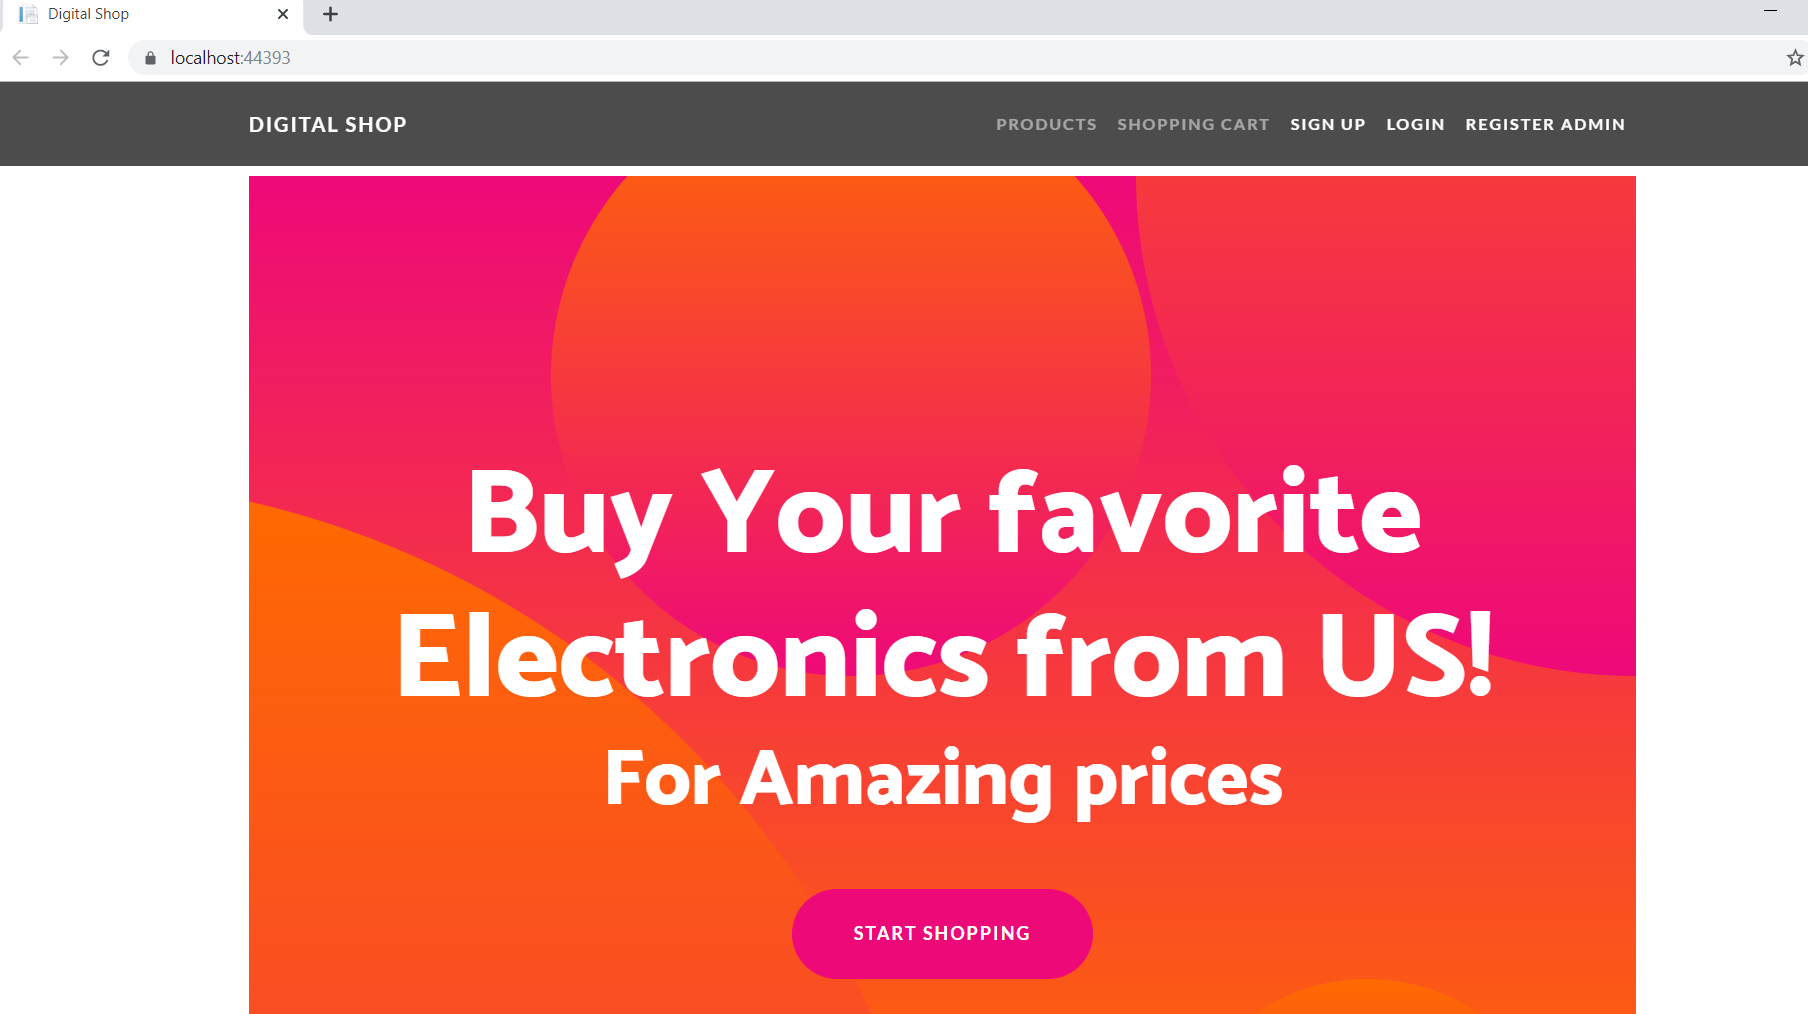 Digital Shop
localhost:44393
DIGITAL SHOP
PRODUCTS SHOPPING CART SIGN UP LOGIN REGISTER ADMIN
Buy Your favorite
Electronics from US!
For Amazing prices
START SHOPPING